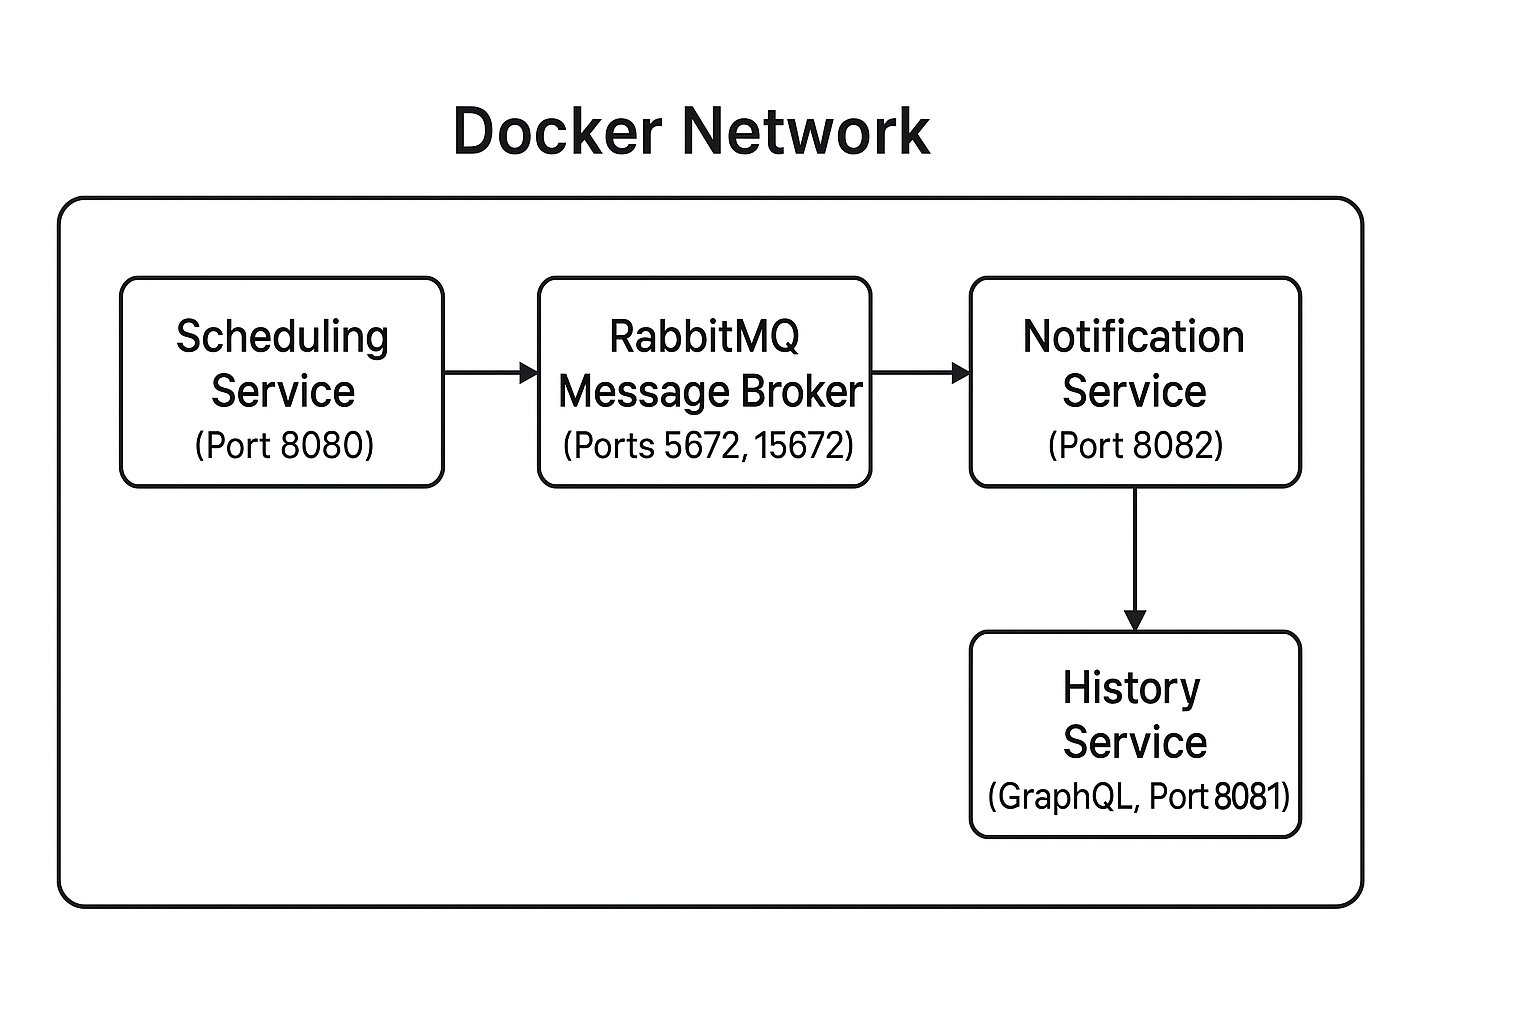 Docker Network
Scheduling
Service
(Port 8080)
RabbitMQ
Message Broker
(Ports 5672, 15672)
Notification
Service
(Port 8082)
History
Service
(GraphQL, Port 8081)